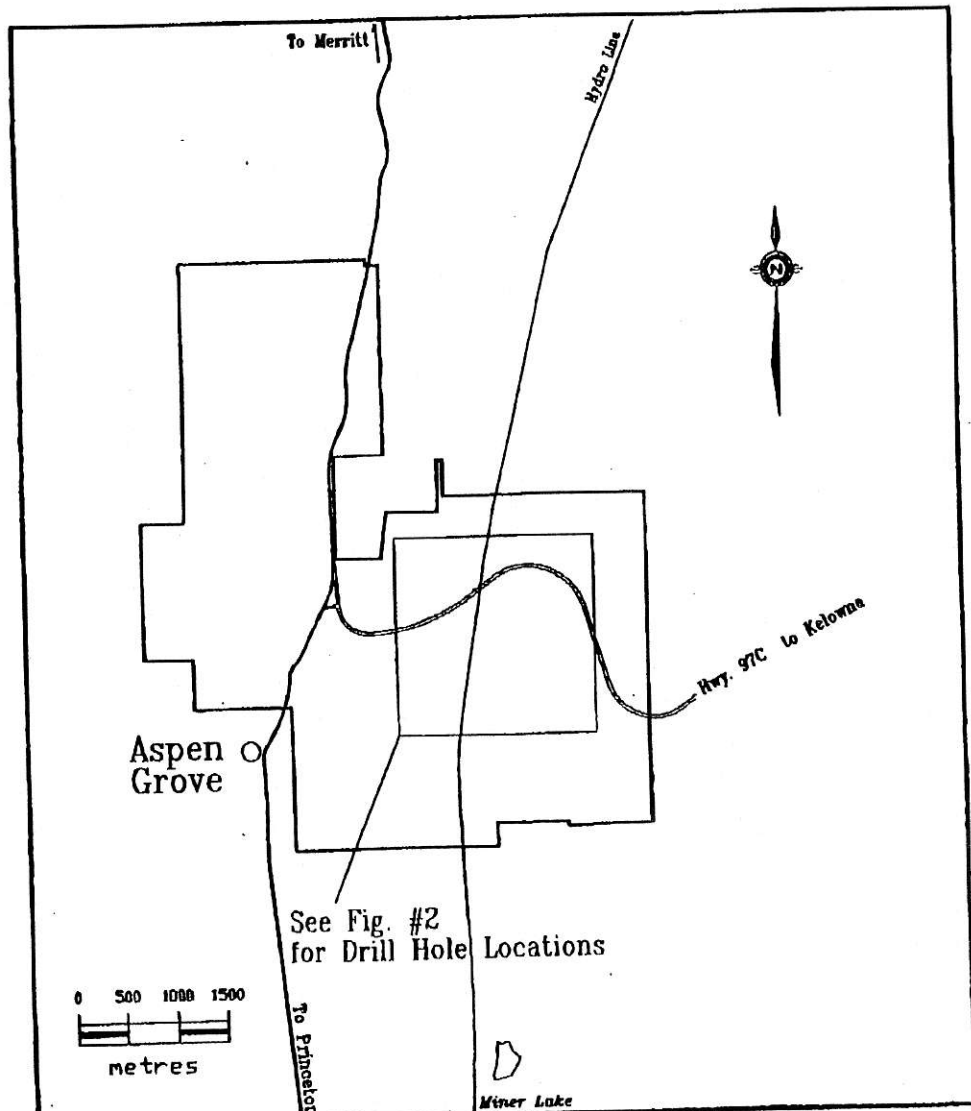 To Merritt
Hydro Line
N
Hwy. 97C to Kelowna
Aspen
Grove
See Fig. #2
for Drill Hole Locations
0 500 1000 1500
metres
To Princeton
Miner Lake